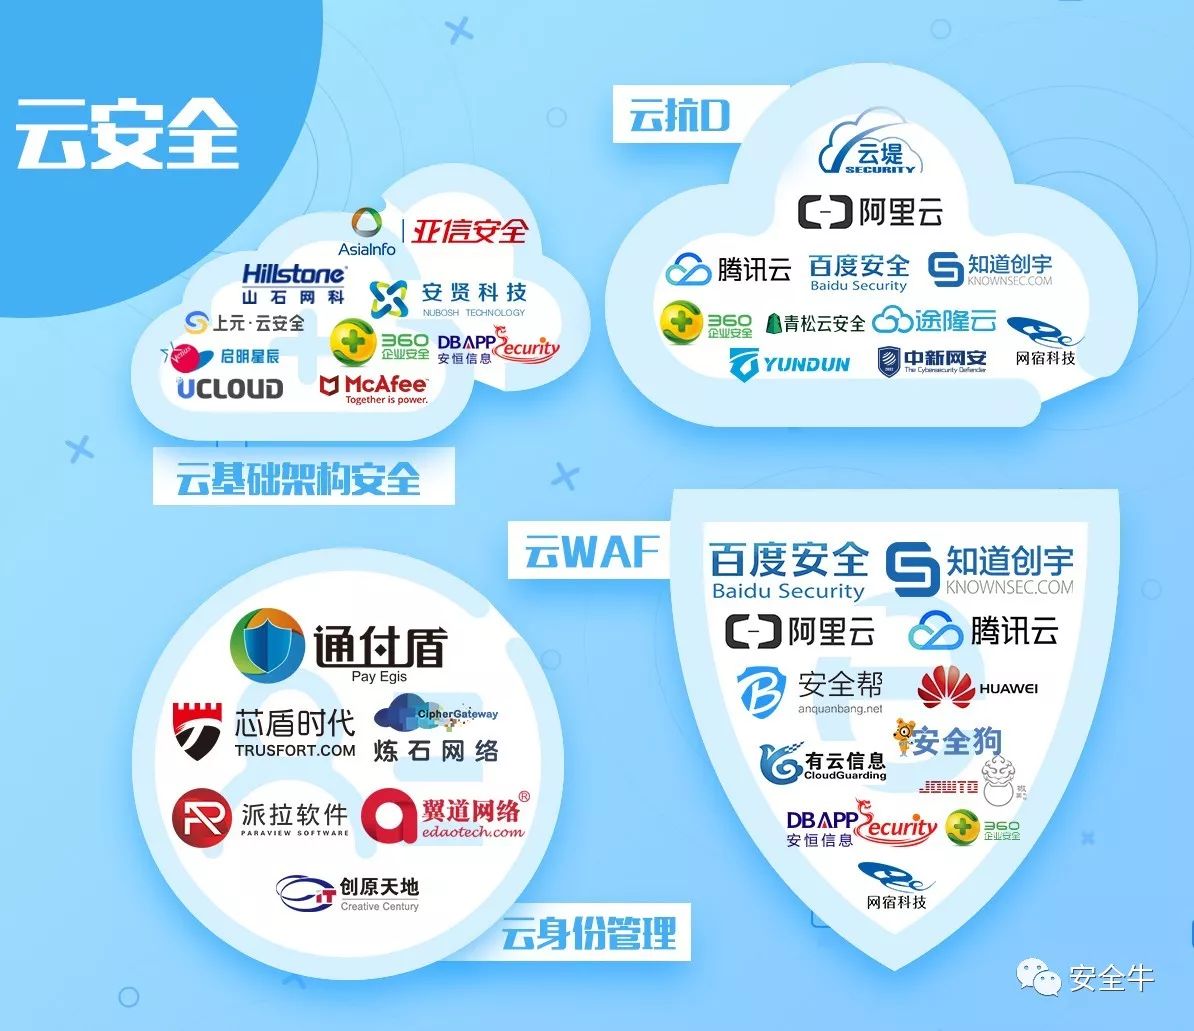 云安全
AsiaInfo
亚信安全
Hillstone
山石网科
安贤科技
NUBOSH TECHNOLOGY
上元·云安全
360
企业安全
DBAPPSecurity
安恒信息
Venus
启明星辰
UCLOUD
McAfee
Together is power.
云基础架构安全
云抗D
云堤
SECURITY
阿里云
腾讯云
百度安全
Baidu Security
知道创宇
KNOWNSEC.COM
360
企业安全
青松云安全
途隆云
网宿科技
YUNDUN
中新网安
The Cybersecurity Defender
云WAF
百度安全
Baidu Security
知道创宇
KNOWNSEC.COM
阿里云
腾讯云
安全帮
anquanbang.net
HUAWEI
有云信息
CloudGuarding
安全狗
JOWTO
DBAPPSecurity
安恒信息
360
企业安全
网宿科技
通付盾
Pay Egis
芯盾时代
TRUSFORT.COM
CipherGateway
炼石网络
派拉软件
PARAVIEW SOFTWARE
翼道网络®
edaotech.com
CiT
创原天地
Creative Century
云身份管理
安全牛